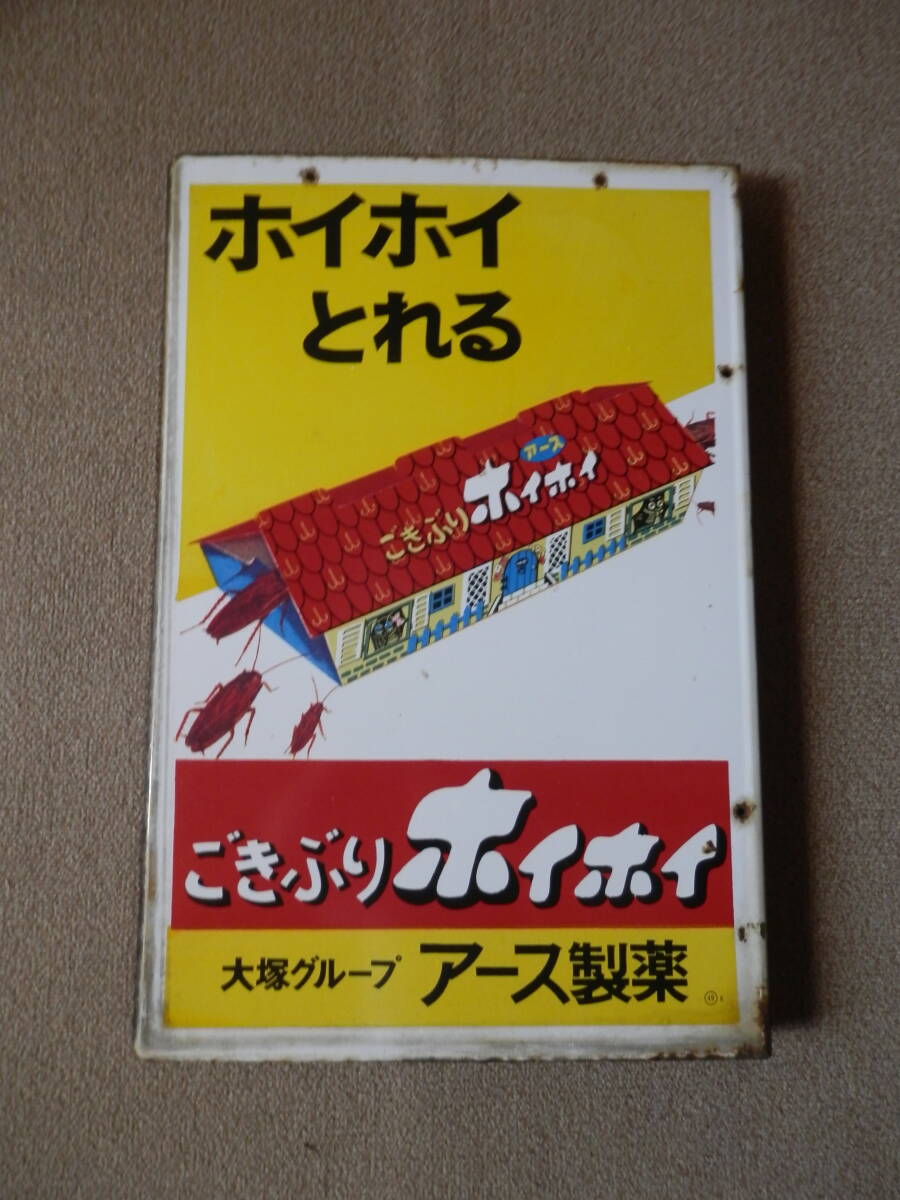 ホイホイ
とれる
アース
ごきぶりホイホイ
ごきぶりホイホイ
大塚グループ アース製薬